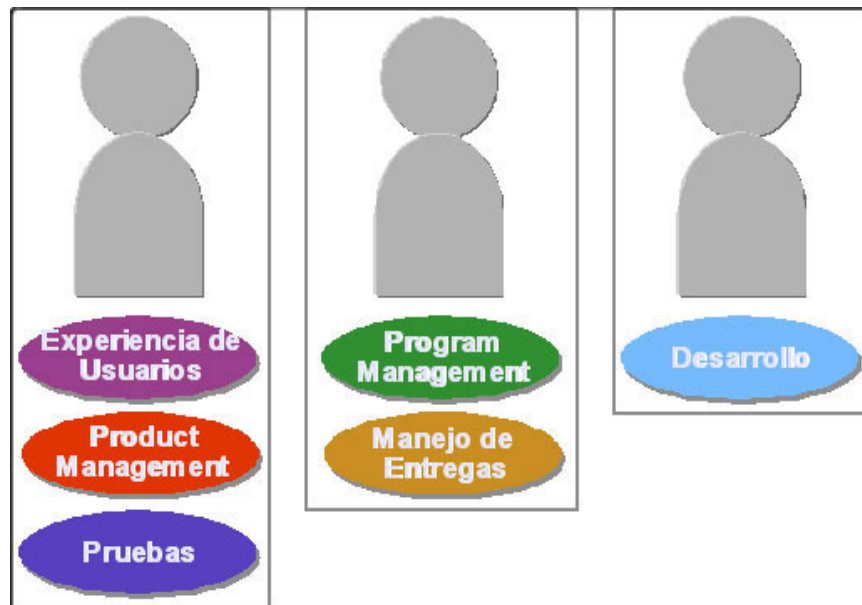 Experiencia de
Usuarios
Product
Management
Pruebas
Program
Management
Manejo de
Entregas
Desarrollo